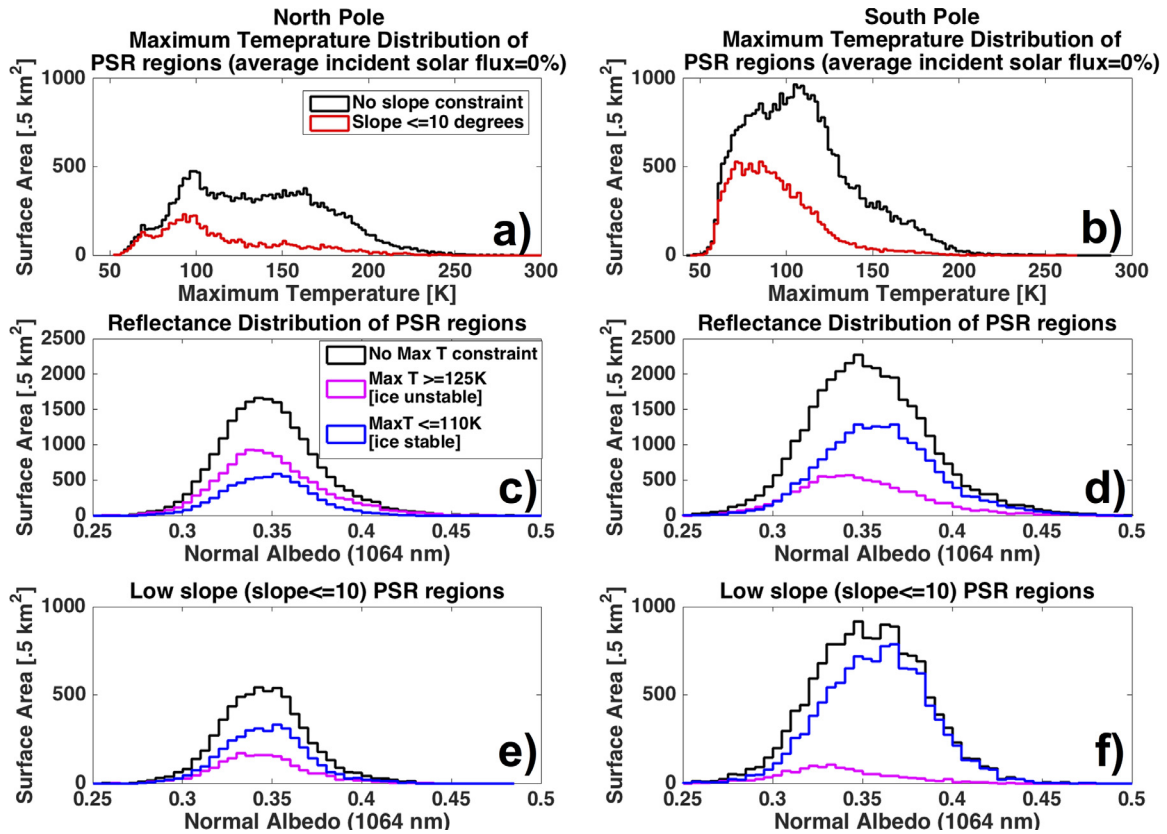 North Pole
Maximum Temeprature Distribution of
PSR regions (average incident solar flux=0%)
Surface Area [.5 km²]
1000
500
0
No slope constraint
Slope <=10 degrees
a)
50 100 150 200 250 300
Maximum Temperature [K]
South Pole
Maximum Temperature Distribution of
PSR regions (average incident solar flux=0%)
Surface Area [.5 km²]
1000
500
0
b)
50 100 150 200 250 300
Maximum Temperature [K]
Reflectance Distribution of PSR regions
Surface Area [.5 km²]
2500
2000
1500
1000
500
0
No Max T constraint
Max T >=125K
[ice unstable]
MaxT <=110K
[ice stable]
c)
0.25 0.3 0.35 0.4 0.45 0.5
Normal Albedo (1064 nm)
Reflectance Distribution of PSR regions
Surface Area [.5 km²]
2500
2000
1500
1000
500
0
d)
0.25 0.3 0.35 0.4 0.45 0.5
Normal Albedo (1064 nm)
Low slope (slope<=10) PSR regions
Surface Area [.5 km²]
1000
500
0
e)
0.25 0.3 0.35 0.4 0.45 0.5
Normal Albedo (1064 nm)
Low slope (slope<=10) PSR regions
Surface Area [.5 km²]
1000
500
0
f)
0.25 0.3 0.35 0.4 0.45 0.5
Normal Albedo (1064 nm)